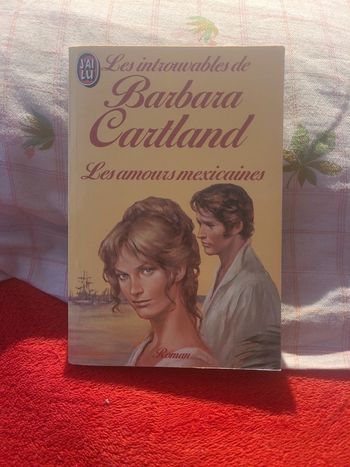 J'AI
LU
Les introuvables de
Barbara
Cartland
Les amours mexicaines
Roman